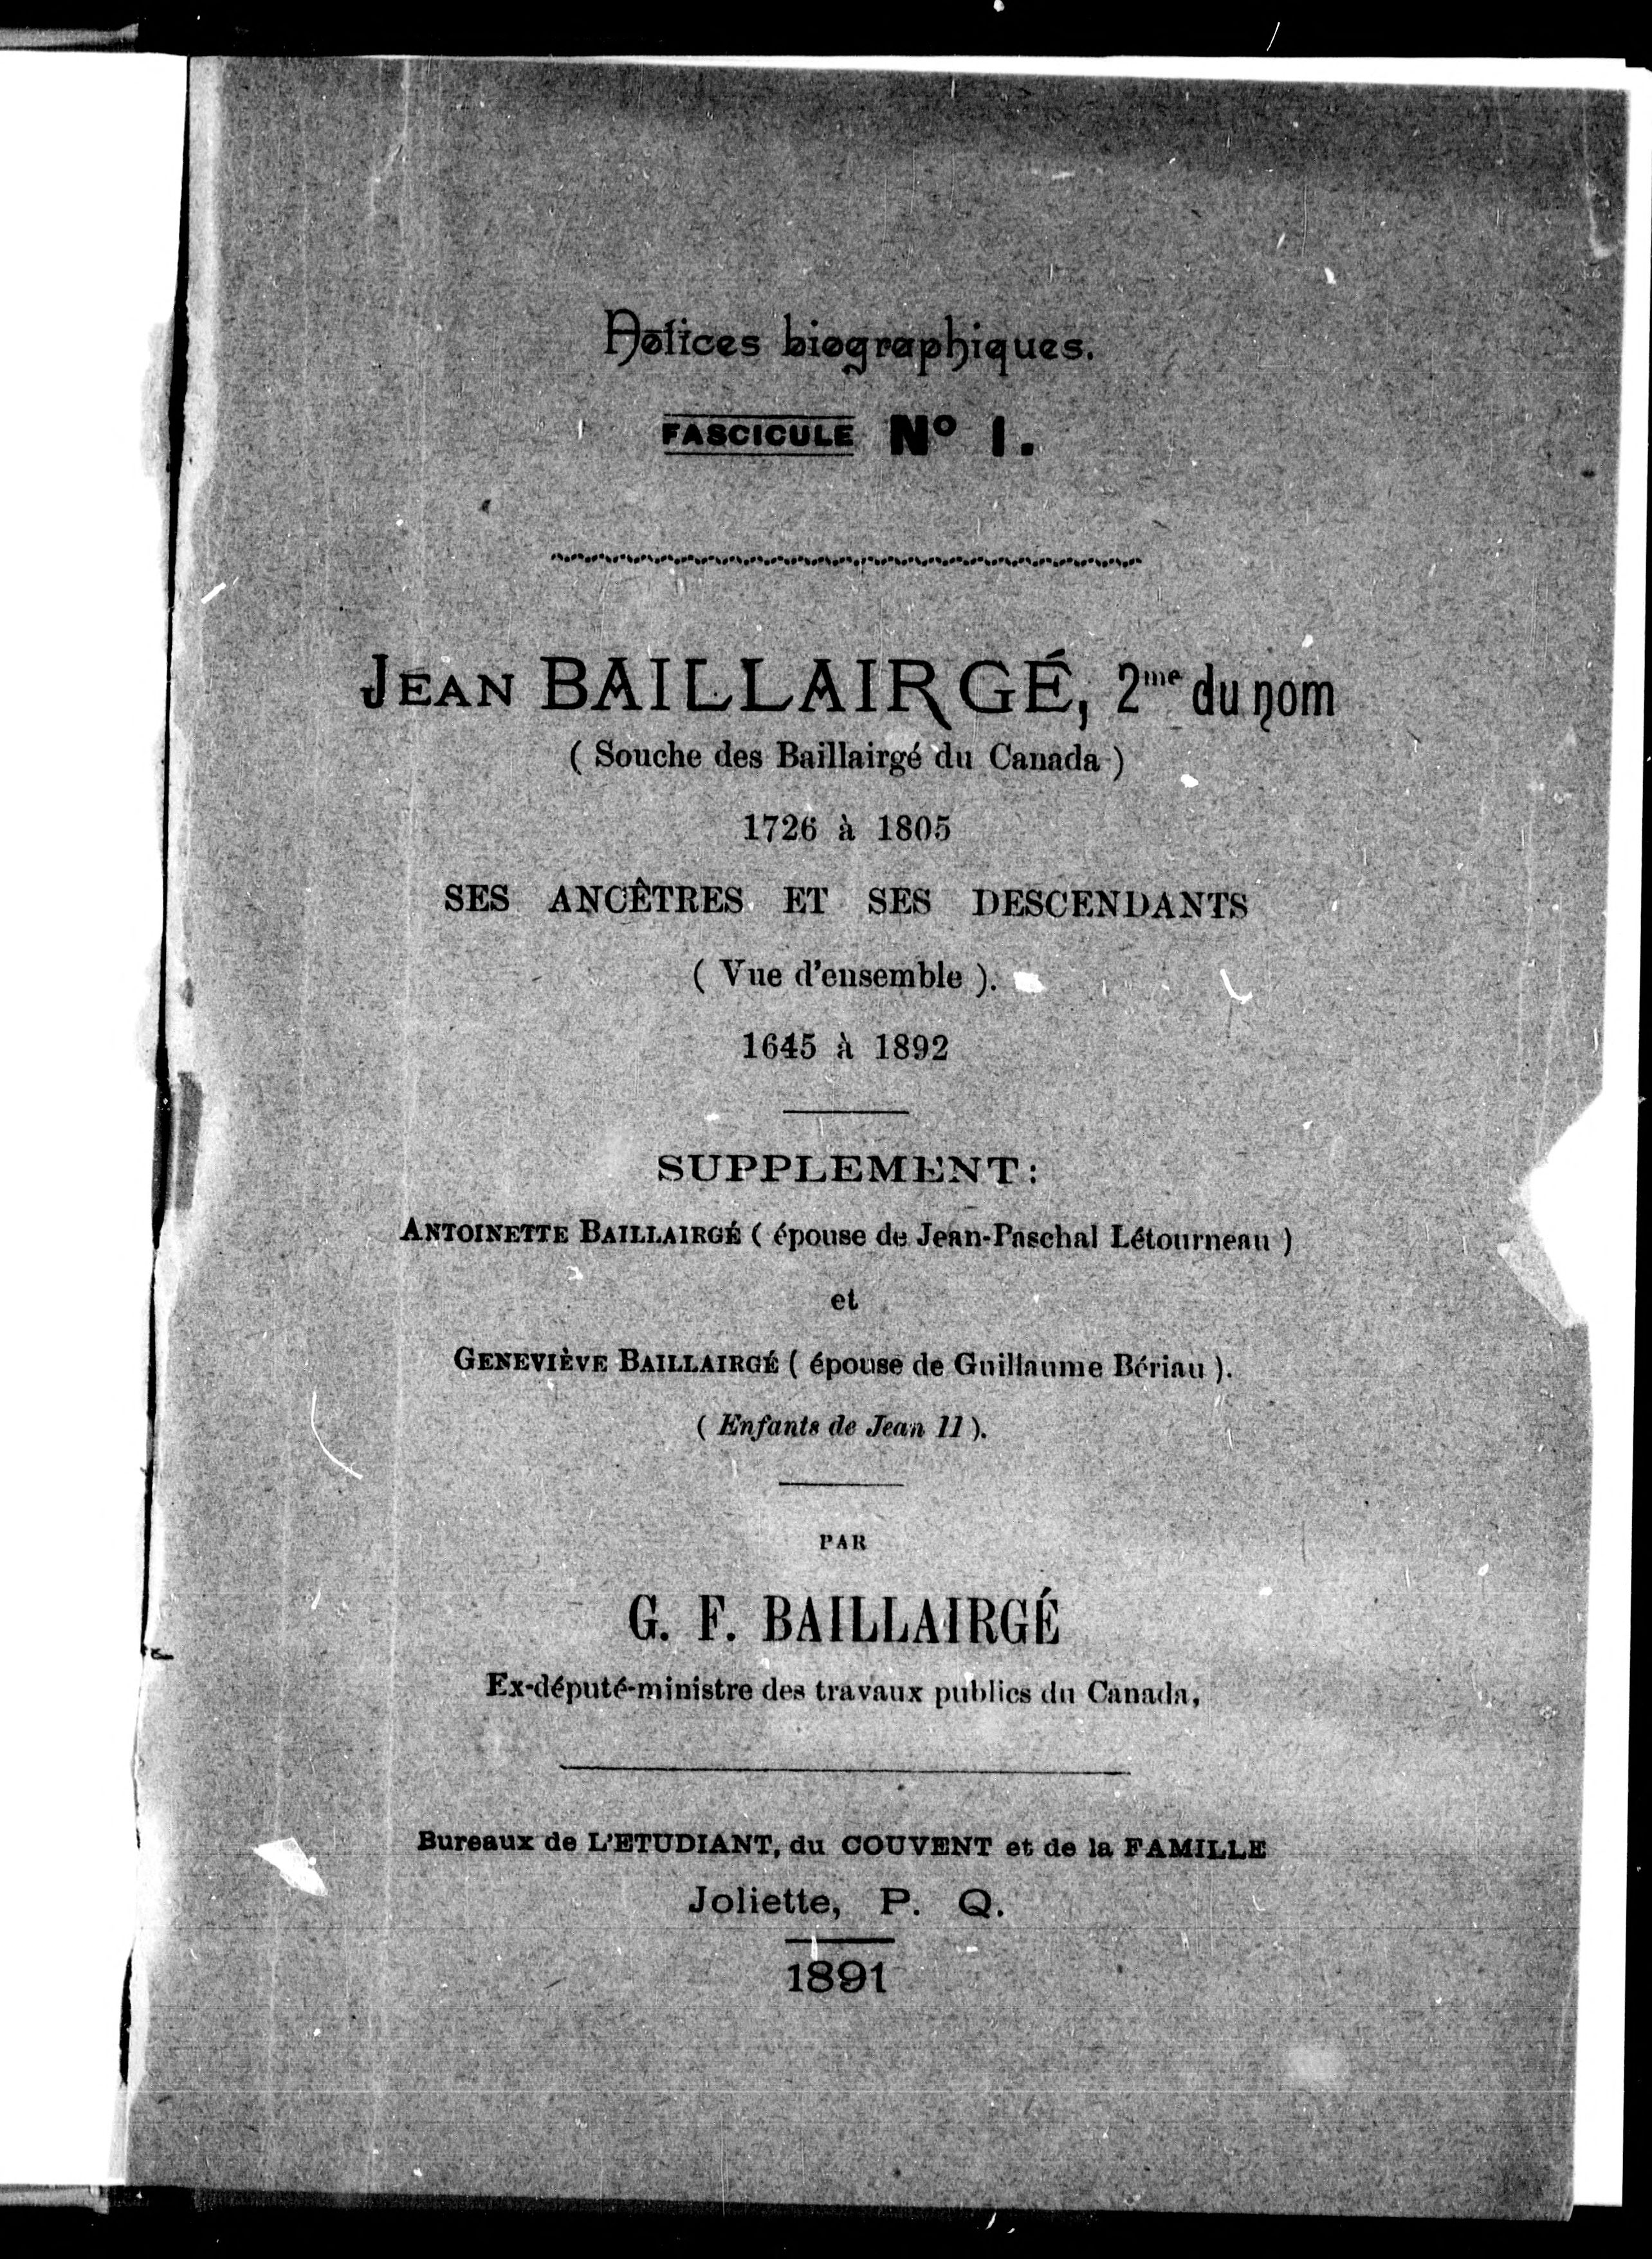 Notices biographiques.
FASCICULE Nº 1.
JEAN BAILLAIRGÉ, 2me du nom
( Souche des Baillairgé du Canada )
1726 à 1805
SES ANCÊTRES ET SES DESCENDANTS
( Vue d'ensemble ).
1645 à 1892
SUPPLEMENT:
ANTOINETTE BAILLAIRGÉ ( épouse de Jean-Paschal Létourneau )
et
GENEVIÈVE BAILLAIRGÉ ( épouse de Guillaume Bériau ).
( Enfants de Jean II ).
PAR
G. F. BAILLAIRGÉ
Ex-député-ministre des travaux publics du Canada,
Bureaux de L'ETUDIANT, du COUVENT et de la FAMILLE
Joliette, P. Q.
1891